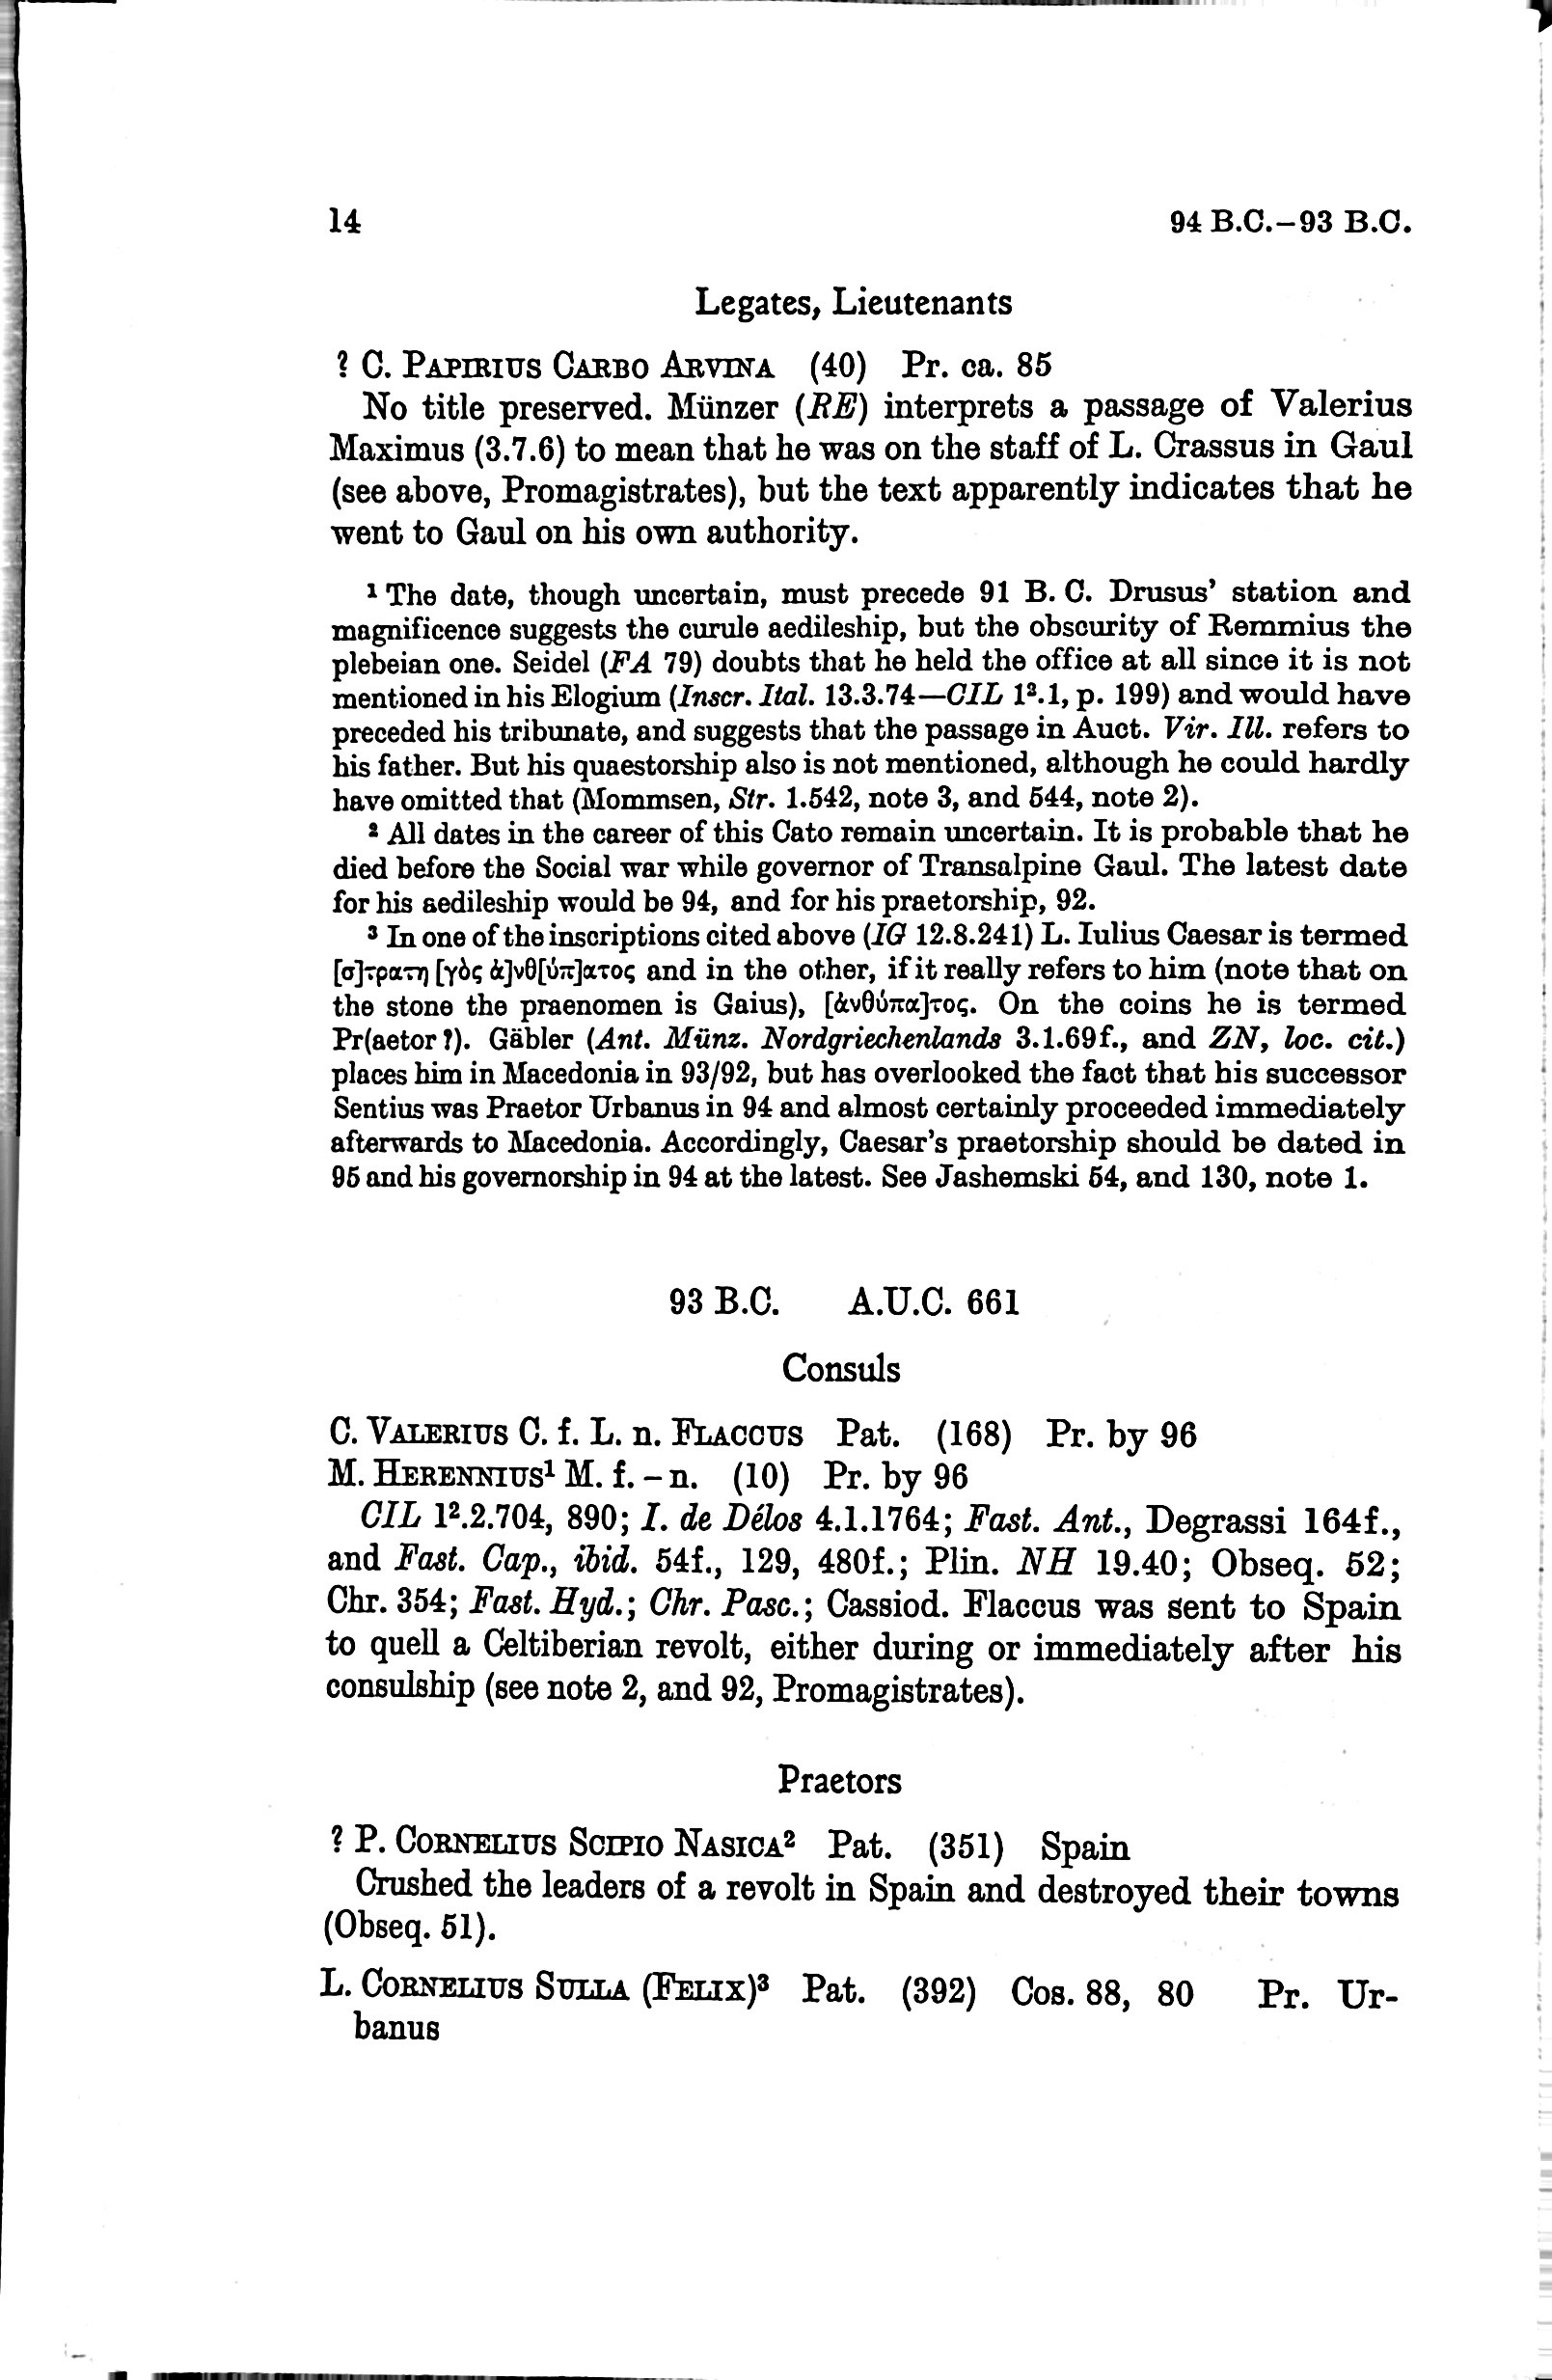 14 94 B.C.–93 B.C.
Legates, Lieutenants
? C. Papirius Carbo Arvina (40) Pr. ca. 85
No title preserved. Münzer (RE) interprets a passage of Valerius
Maximus (3.7.6) to mean that he was on the staff of L. Crassus in Gaul
(see above, Promagistrates), but the text apparently indicates that he
went to Gaul on his own authority.
¹ The date, though uncertain, must precede 91 B. C. Drusus’ station and
magnificence suggests the curule aedileship, but the obscurity of Remmius the
plebeian one. Seidel (FA 79) doubts that he held the office at all since it is not
mentioned in his Elogium (Inscr. Ital. 13.3.74—CIL 1².1, p. 199) and would have
preceded his tribunate, and suggests that the passage in Auct. Vir. Ill. refers to
his father. But his quaestorship also is not mentioned, although he could hardly
have omitted that (Mommsen, Str. 1.542, note 3, and 544, note 2).
² All dates in the career of this Cato remain uncertain. It is probable that he
died before the Social war while governor of Transalpine Gaul. The latest date
for his aedileship would be 94, and for his praetorship, 92.
³ In one of the inscriptions cited above (IG 12.8.241) L. Iulius Caesar is termed
[σ]τρατη[γὸς ἀ]νθ[ύπ]ατος and in the other, if it really refers to him (note that on
the stone the praenomen is Gaius), [ἀνθύπα]τος. On the coins he is termed
Pr(aetor ?). Gäbler (Ant. Münz. Nordgriechenlands 3.1.69f., and ZN, loc. cit.)
places him in Macedonia in 93/92, but has overlooked the fact that his successor
Sentius was Praetor Urbanus in 94 and almost certainly proceeded immediately
afterwards to Macedonia. Accordingly, Caesar’s praetorship should be dated in
95 and his governorship in 94 at the latest. See Jashemski 54, and 130, note 1.
93 B.C. A.U.C. 661
Consuls
C. Valerius C. f. L. n. Flaccus Pat. (168) Pr. by 96
M. Herennius¹ M. f. – n. (10) Pr. by 96
CIL 1².2.704, 890; I. de Délos 4.1.1764; Fast. Ant., Degrassi 164f.,
and Fast. Cap., ibid. 54f., 129, 480f.; Plin. NH 19.40; Obseq. 52;
Chr. 354; Fast. Hyd.; Chr. Pasc.; Cassiod. Flaccus was sent to Spain
to quell a Celtiberian revolt, either during or immediately after his
consulship (see note 2, and 92, Promagistrates).
Praetors
? P. Cornelius Scipio Nasica² Pat. (351) Spain
Crushed the leaders of a revolt in Spain and destroyed their towns
(Obseq. 51).
L. Cornelius Sulla (Felix)³ Pat. (392) Cos. 88, 80 Pr. Ur-
banus